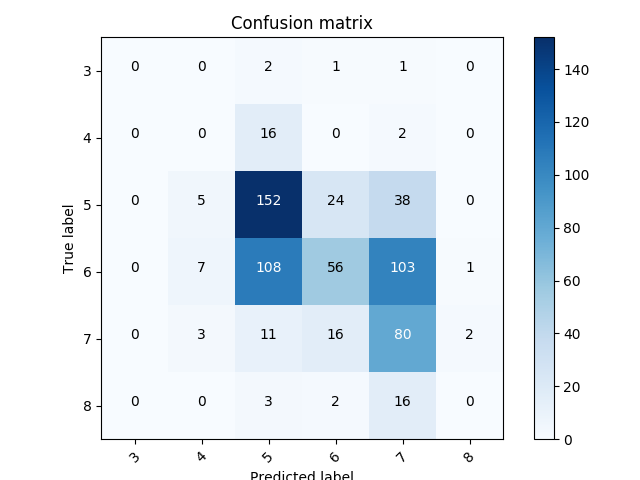 Confusion matrix
3 0 0 2 1 1 0
4 0 0 16 0 2 0
5 0 5 152 24 38 0
6 0 7 108 56 103 1
7 0 3 11 16 80 2
8 0 0 3 2 16 0
3 4 5 6 7 8
True label
Predicted label
140
120
100
80
60
40
20
0